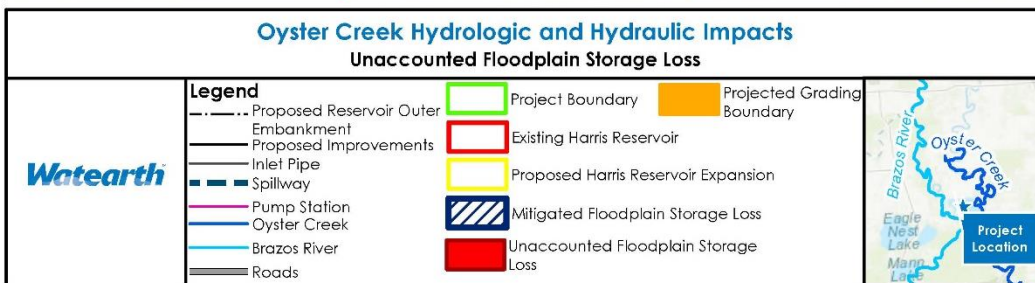 Oyster Creek Hydrologic and Hydraulic Impacts
Unaccounted Floodplain Storage Loss
Watearth
Legend
Proposed Reservoir Outer
Embankment
Proposed Improvements
Inlet Pipe
Spillway
Pump Station
Oyster Creek
Brazos River
Roads
Project Boundary
Existing Harris Reservoir
Proposed Harris Reservoir Expansion
Mitigated Floodplain Storage Loss
Unaccounted Floodplain Storage
Loss
Projected Grading
Boundary
Brazos River
Oyster Creek
Eagle
Nest
Lake
Mann
Lake
Project
Location